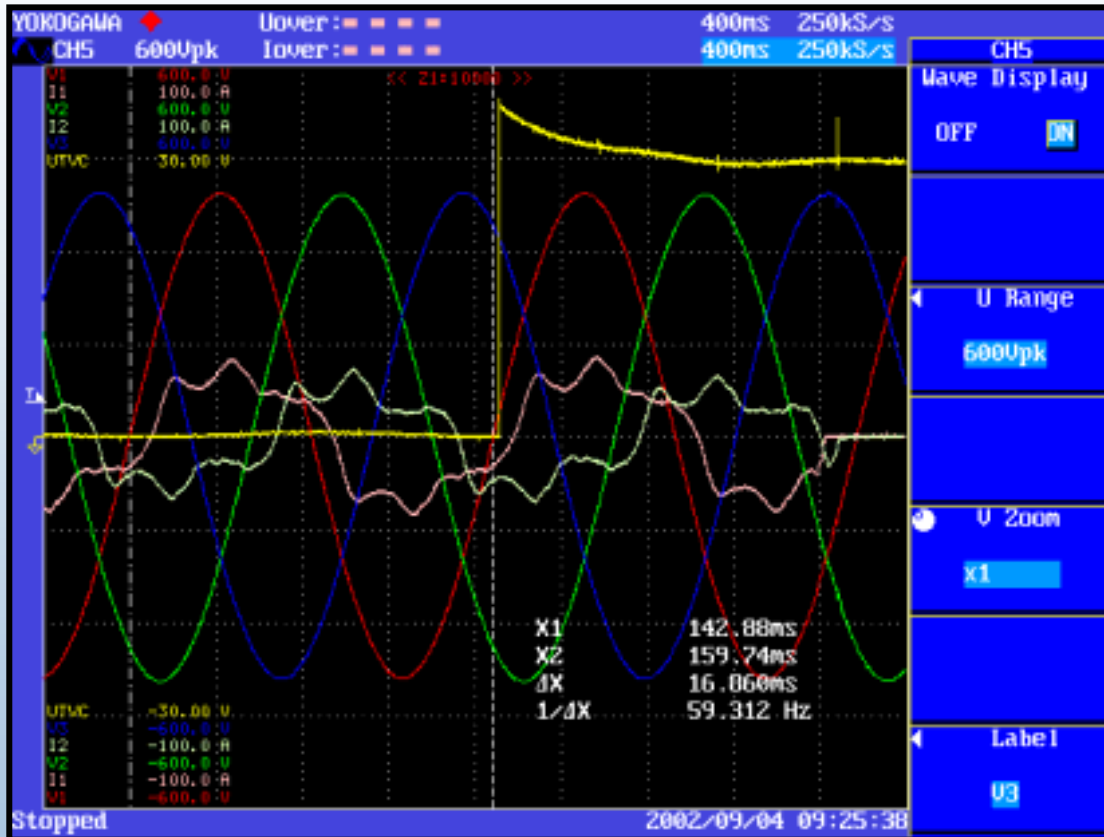 YOKOGAWA Uover:= = = = 400ms 250kS/s
CH5 600Vpk Iover:= = = = 400ms 250kS/s
CH5
Wave Display
OFF ON
U Range
600Vpk
V Zoom
x1
Label
V3
V1 600.0 V
I1 100.0 A
V2 600.0 V
I2 100.0 A
V3 600.0 V
UTVC 30.00 V
X1 142.88ms
X2 159.74ms
ΔX 16.860ms
1/ΔX 59.312 Hz
UTVC -30.00 V
V3 -600.0 V
I2 -100.0 A
V2 -600.0 V
I1 -100.0 A
V1 -600.0 V
Stopped 2002/09/04 09:25:38